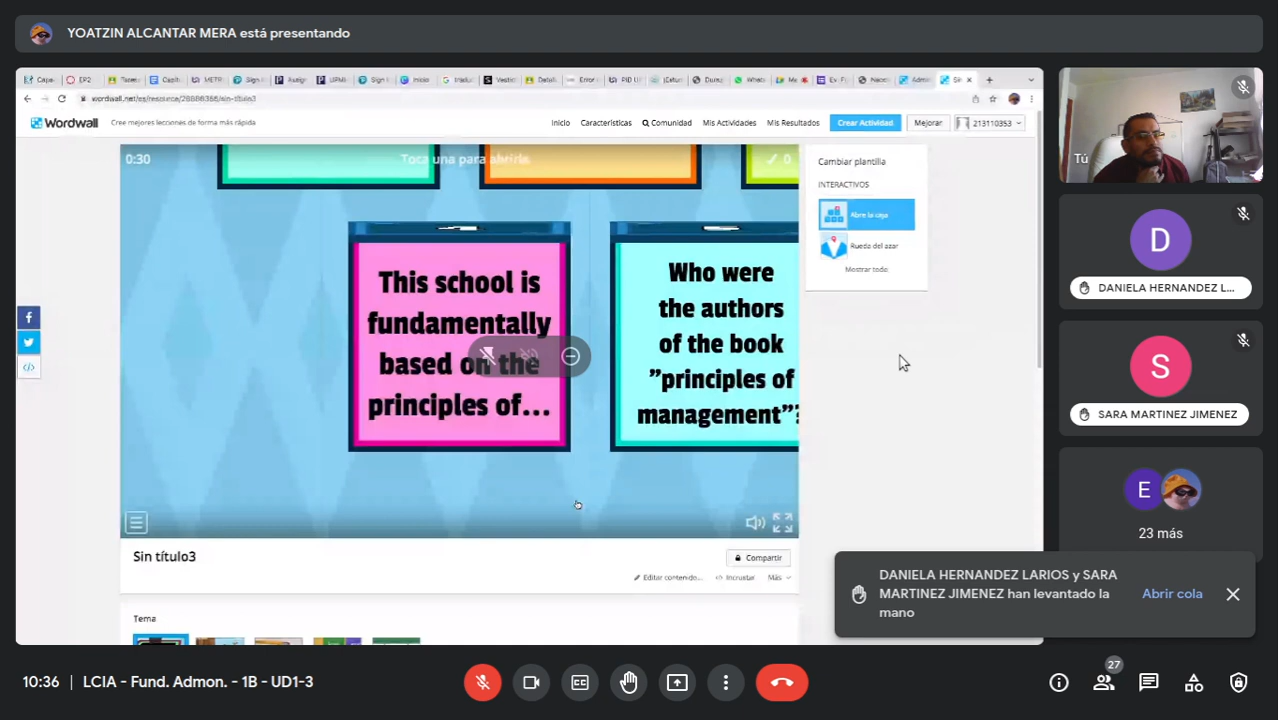 YOATZIN ALCANTAR MERA está presentando
EP2
Inicio
wordwall.net/es/resource/28886366/sin-título3
Wordwall
Cree mejores lecciones de forma más rápida
Inicio
Características
Comunidad
Mis Actividades
Mis Resultados
Crear Actividad
Mejorar
213110353
0:30
Toca una para abrirla
✓ 0
This school is
fundamentally
based on the
principles of...
Who were
the authors
of the book
"principles of
management"?
Cambiar plantilla
INTERACTIVOS
Abre la caja
Rueda del azar
Mostrar todo
Sin título3
Compartir
Editar contenido...
Incrustar
Más
Tema
Tú
D
DANIELA HERNANDEZ L...
S
SARA MARTINEZ JIMENEZ
E
23 más
DANIELA HERNANDEZ LARIOS y SARA
MARTINEZ JIMENEZ han levantado la
mano
Abrir cola
10:36 | LCIA - Fund. Admon. - 1B - UD1-3
27